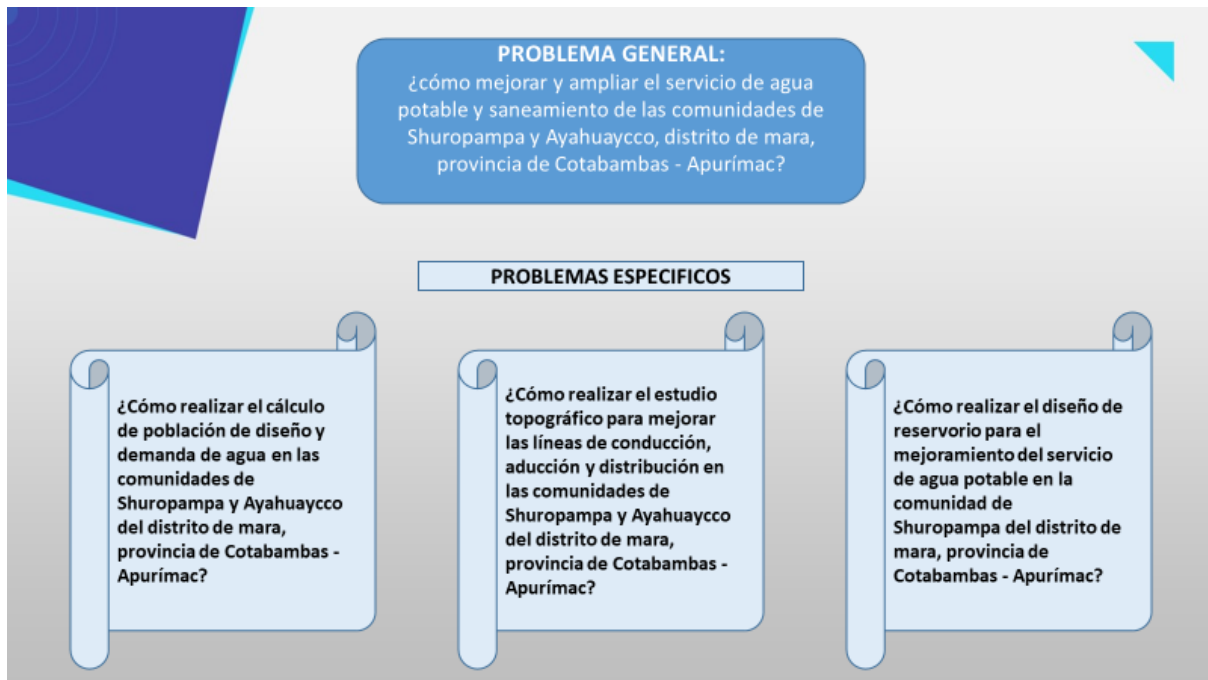 PROBLEMA GENERAL:
¿cómo mejorar y ampliar el servicio de agua
potable y saneamiento de las comunidades de
Shuropampa y Ayahuaycco, distrito de mara,
provincia de Cotabambas - Apurímac?
PROBLEMAS ESPECIFICOS
¿Cómo realizar el cálculo
de población de diseño y
demanda de agua en las
comunidades de
Shuropampa y Ayahuaycco
del distrito de mara,
provincia de Cotabambas -
Apurímac?
¿Cómo realizar el estudio
topográfico para mejorar
las líneas de conducción,
aducción y distribución en
las comunidades de
Shuropampa y Ayahuaycco
del distrito de mara,
provincia de Cotabambas -
Apurímac?
¿Cómo realizar el diseño de
reservorio para el
mejoramiento del servicio
de agua potable en la
comunidad de
Shuropampa del distrito de
mara, provincia de
Cotabambas - Apurímac?